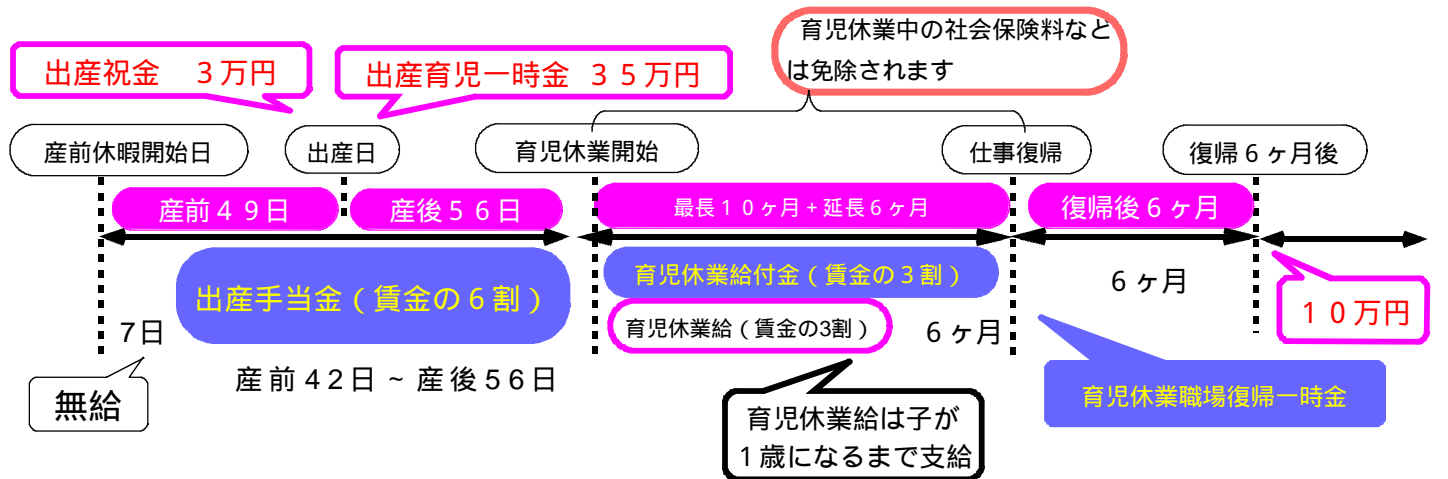 育児休業中の社会保険料など
は免除されます
出産祝金　３万円
出産育児一時金　３５万円
産前休暇開始日
出産日
育児休業開始
仕事復帰
復帰６ヶ月後
産前４９日
産後５６日
最長１０ヶ月＋延長６ヶ月
復帰後６ヶ月
出産手当金（賃金の６割）
育児休業給付金（賃金の３割）
育児休業給（賃金の3割）
7日
6ヶ月
6ヶ月
１０万円
無給
産前42日~産後56日
育児休業給は子が
１歳になるまで支給
育児休業職場復帰一時金